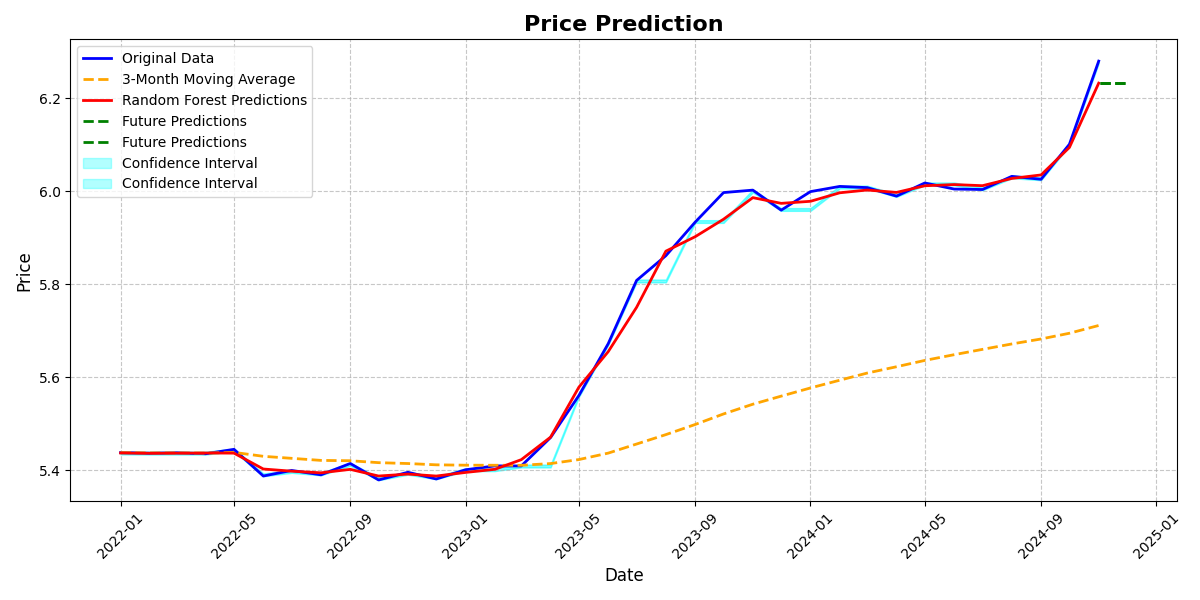 Price Prediction
Original Data
3-Month Moving Average
Random Forest Predictions
Future Predictions
Future Predictions
Confidence Interval
Confidence Interval
6.2
6.0
5.8
5.6
5.4
Price
2022-01
2022-05
2022-09
2023-01
2023-05
2023-09
2024-01
2024-05
2024-09
2025-01
Date